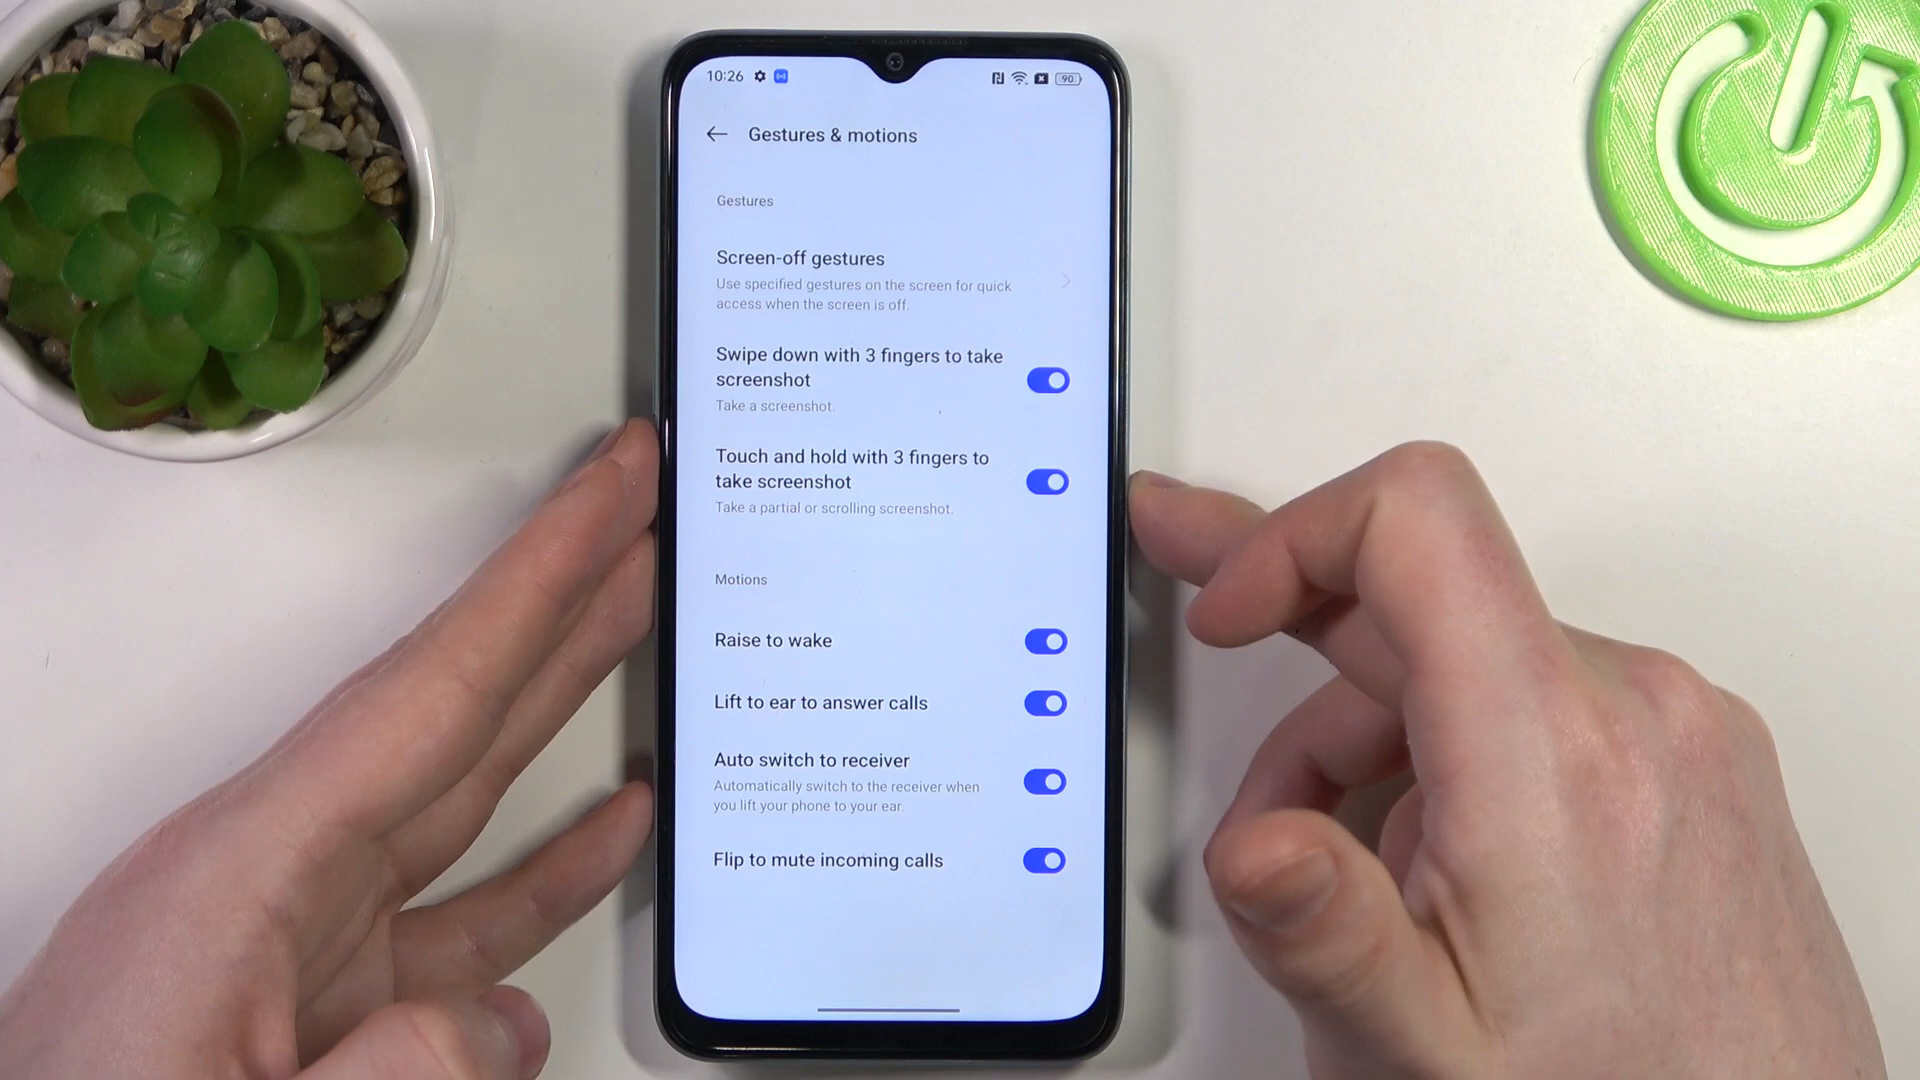 10:26
90
Gestures & motions
Gestures
Screen-off gestures
Use specified gestures on the screen for quick
access when the screen is off.
Swipe down with 3 fingers to take
screenshot
Take a screenshot.
Touch and hold with 3 fingers to
take screenshot
Take a partial or scrolling screenshot.
Motions
Raise to wake
Lift to ear to answer calls
Auto switch to receiver
Automatically switch to the receiver when
you lift your phone to your ear.
Flip to mute incoming calls